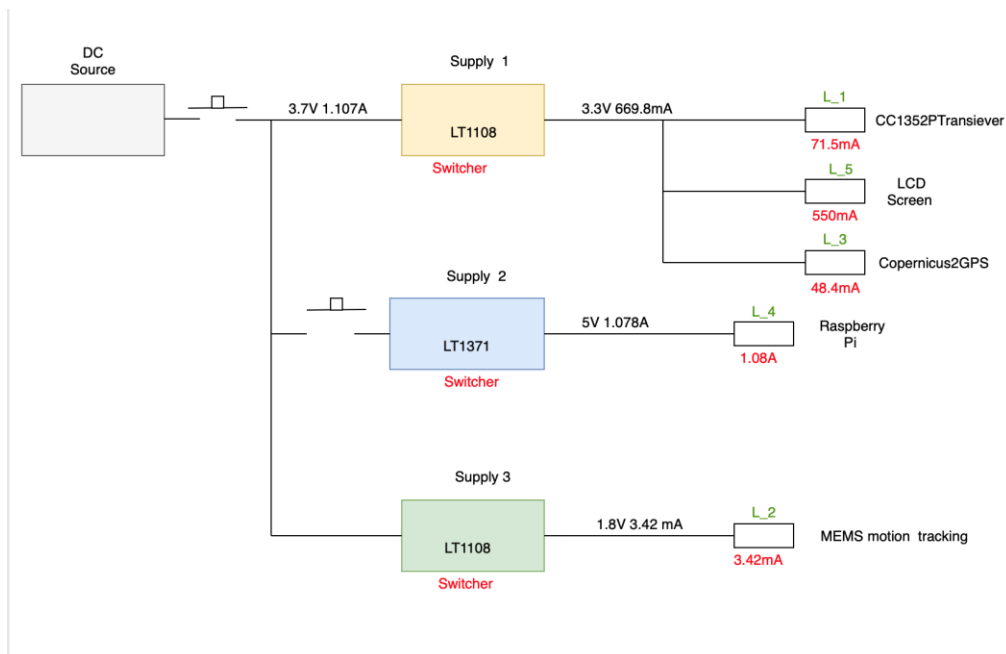 DC
Source
Supply 1
3.7V 1.107A
LT1108
Switcher
3.3V 669.8mA
L_1
71.5mA
CC1352PTransiever
L_5
550mA
LCD
Screen
L_3
48.4mA
Copernicus2GPS
Supply 2
LT1371
Switcher
5V 1.078A
L_4
1.08A
Raspberry
Pi
Supply 3
LT1108
Switcher
1.8V 3.42 mA
L_2
3.42mA
MEMS motion tracking